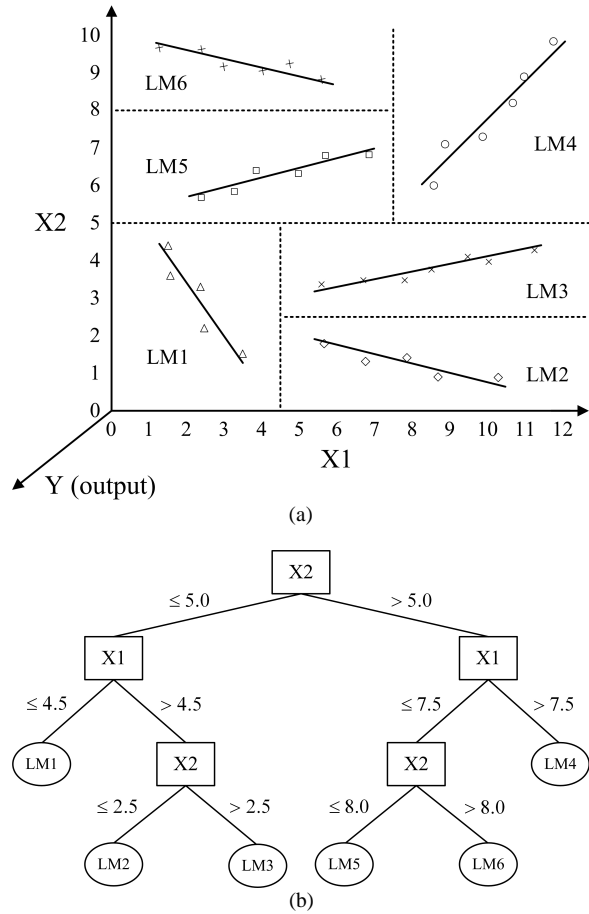 10
9
LM6
8
7
LM5
LM4
6
X2
5
4
LM3
3
2
LM1
LM2
1
0
0 1 2 3 4 5 6 7 8 9 10 11 12
X1
Y (output)
(a)
X2
≤ 5.0 > 5.0
X1 X1
≤ 4.5 > 4.5 ≤ 7.5 > 7.5
LM1 X2 X2 LM4
≤ 2.5 > 2.5 ≤ 8.0 > 8.0
LM2 LM3 LM5 LM6
(b)